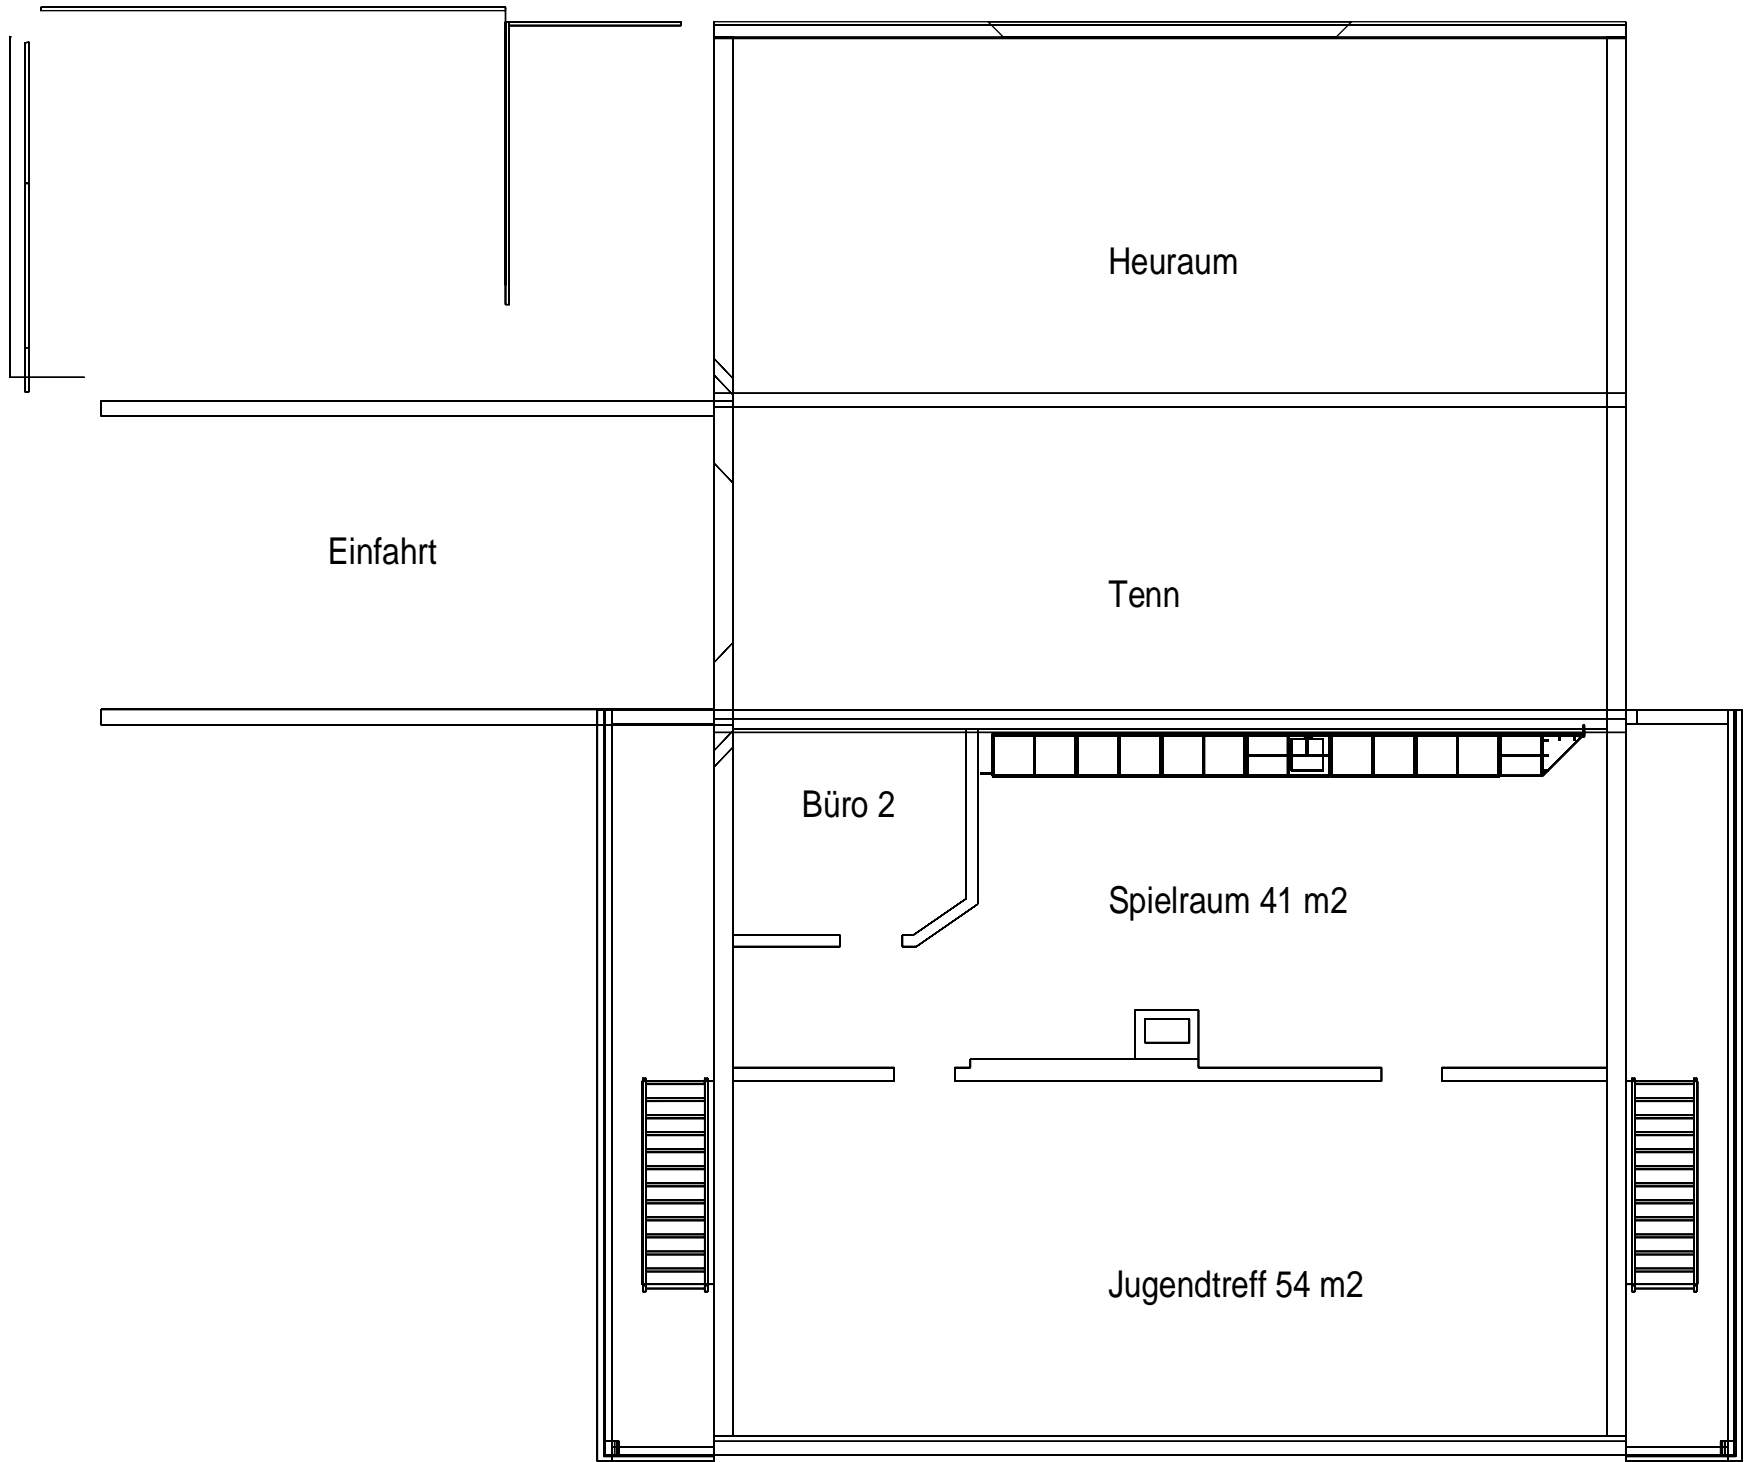 Heuraum
Einfahrt
Tenn
Büro 2
Spielraum 41 m2
Jugendtreff 54 m2